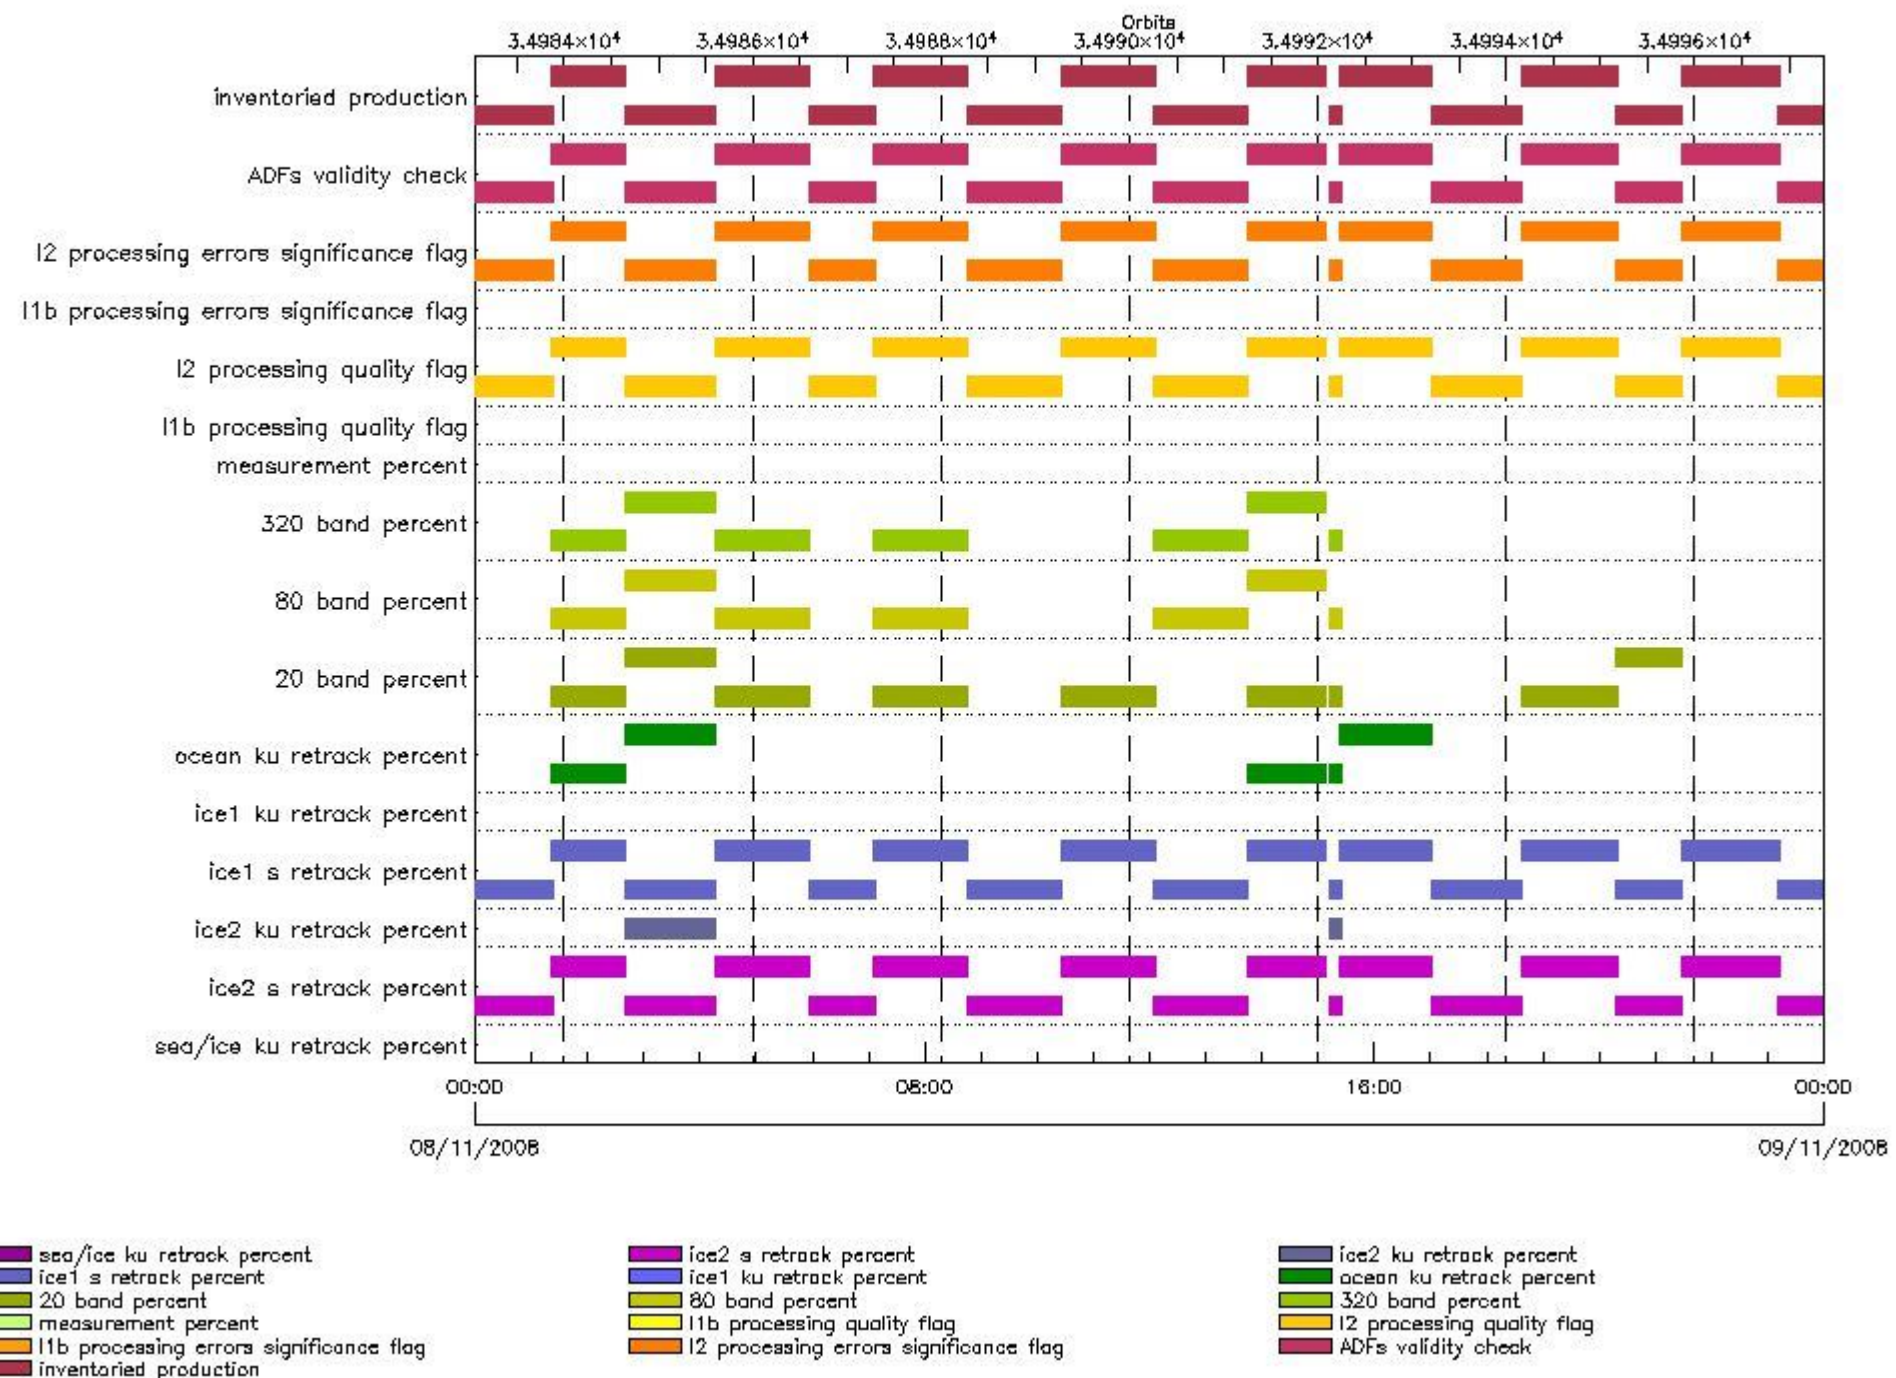 Orbits
3.4984×10⁴ 3.4986×10⁴ 3.4988×10⁴ 3.4990×10⁴ 3.4992×10⁴ 3.4994×10⁴ 3.4996×10⁴
inventoried production
ADFs validity check
l2 processing errors significance flag
l1b processing errors significance flag
l2 processing quality flag
l1b processing quality flag
measurement percent
320 band percent
80 band percent
20 band percent
ocean ku retrack percent
ice1 ku retrack percent
ice1 s retrack percent
ice2 ku retrack percent
ice2 s retrack percent
sea/ice ku retrack percent
00:00 08:00 16:00 00:00
08/11/2008 09/11/2008
sea/ice ku retrack percent ice2 s retrack percent ice2 ku retrack percent
ice1 s retrack percent ice1 ku retrack percent ocean ku retrack percent
20 band percent 80 band percent 320 band percent
measurement percent l1b processing quality flag l2 processing quality flag
l1b processing errors significance flag l2 processing errors significance flag ADFs validity check
inventoried production